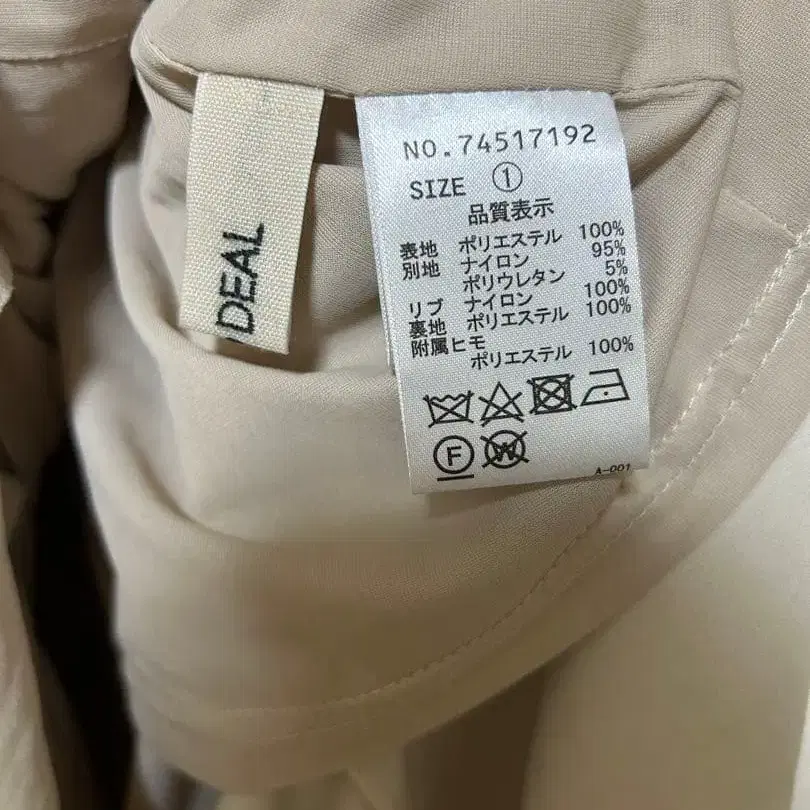 DEAL
NO.74517192
SIZE ①
品質表示
表地 ポリエステル 100%
別地 ナイロン 95%
ポリウレタン 5%
リブ ナイロン 100%
裏地 ポリエステル 100%
附属ヒモ
ポリエステル 100%
F W
A-001